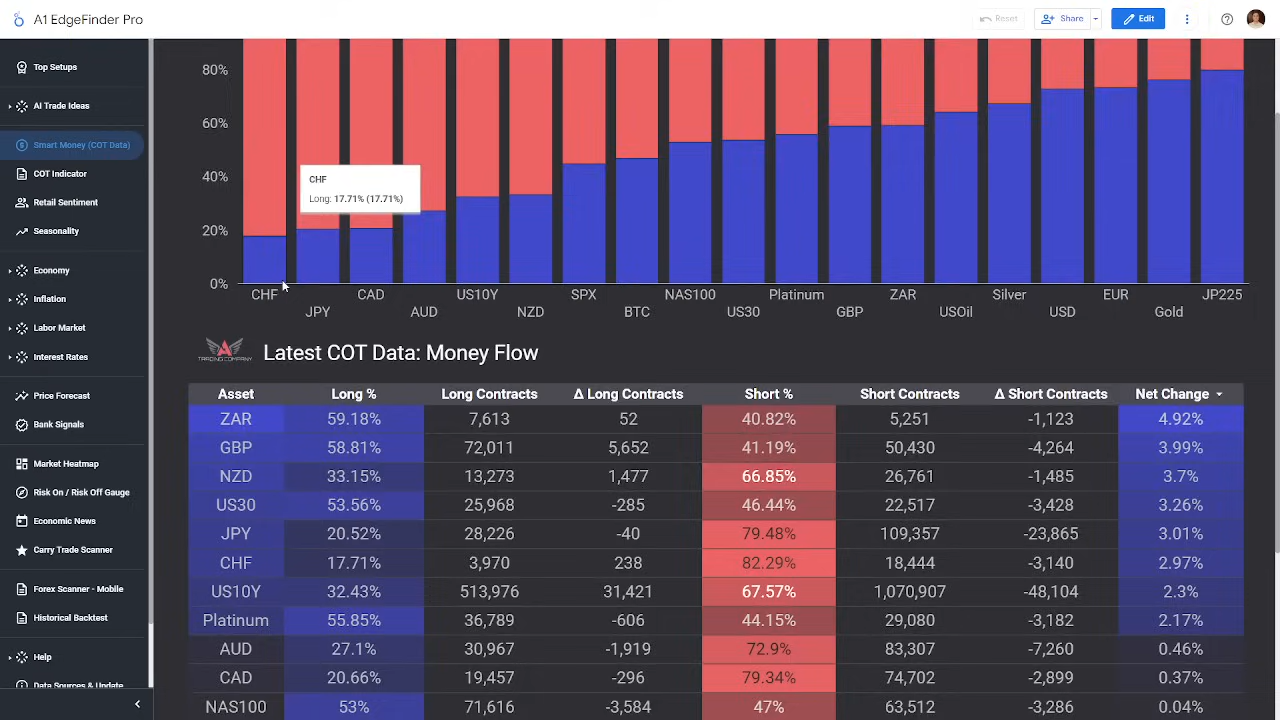 A1 EdgeFinder Pro
Reset
Share
Edit
Top Setups
AI Trade Ideas
Smart Money (COT Data)
COT Indicator
Retail Sentiment
Seasonality
Economy
Inflation
Labor Market
Interest Rates
Price Forecast
Bank Signals
Market Heatmap
Risk On / Risk Off Gauge
Economic News
Carry Trade Scanner
Forex Scanner - Mobile
Historical Backtest
Help
Data Sources & Update
80%
60%
40%
20%
0%
CHF
Long: 17.71% (17.71%)
CHF JPY CAD AUD US10Y NZD SPX BTC NAS100 US30 Platinum GBP ZAR USOil Silver USD EUR Gold JP225
TRADING COMPANY
Latest COT Data: Money Flow
Asset Long % Long Contracts Δ Long Contracts Short % Short Contracts Δ Short Contracts Net Change
ZAR 59.18% 7,613 52 40.82% 5,251 -1,123 4.92%
GBP 58.81% 72,011 5,652 41.19% 50,430 -4,264 3.99%
NZD 33.15% 13,273 1,477 66.85% 26,761 -1,485 3.7%
US30 53.56% 25,968 -285 46.44% 22,517 -3,428 3.26%
JPY 20.52% 28,226 -40 79.48% 109,357 -23,865 3.01%
CHF 17.71% 3,970 238 82.29% 18,444 -3,140 2.97%
US10Y 32.43% 513,976 31,421 67.57% 1,070,907 -48,104 2.3%
Platinum 55.85% 36,789 -606 44.15% 29,080 -3,182 2.17%
AUD 27.1% 30,967 -1,919 72.9% 83,307 -7,260 0.46%
CAD 20.66% 19,457 -296 79.34% 74,702 -2,899 0.37%
NAS100 53% 71,616 -3,584 47% 63,512 -3,286 0.04%